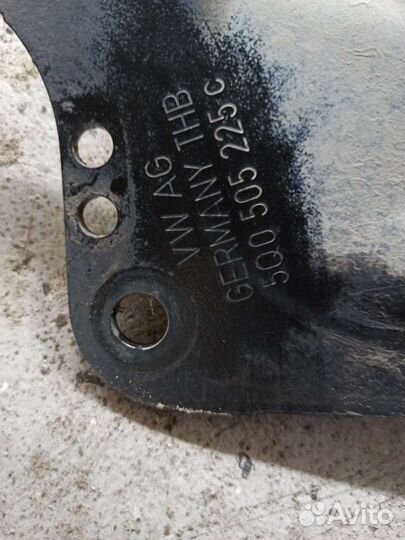 VW AG
GERMANY THB
5Q0 505 225 C
Avito